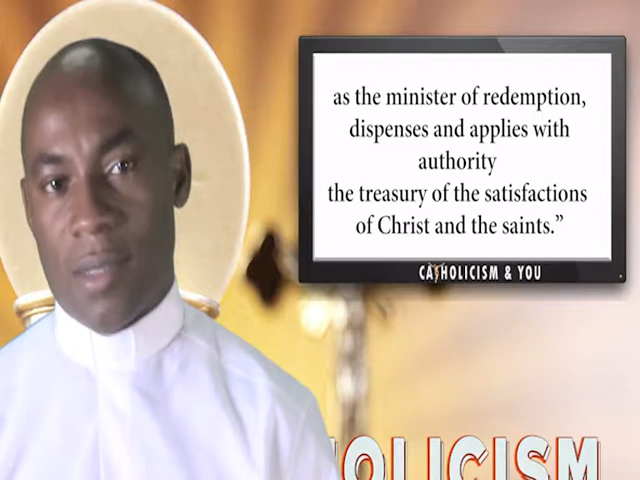 as the minister of redemption,
dispenses and applies with
authority
the treasury of the satisfactions
of Christ and the saints.”
CATHOLICISM & YOU
HOLICISM